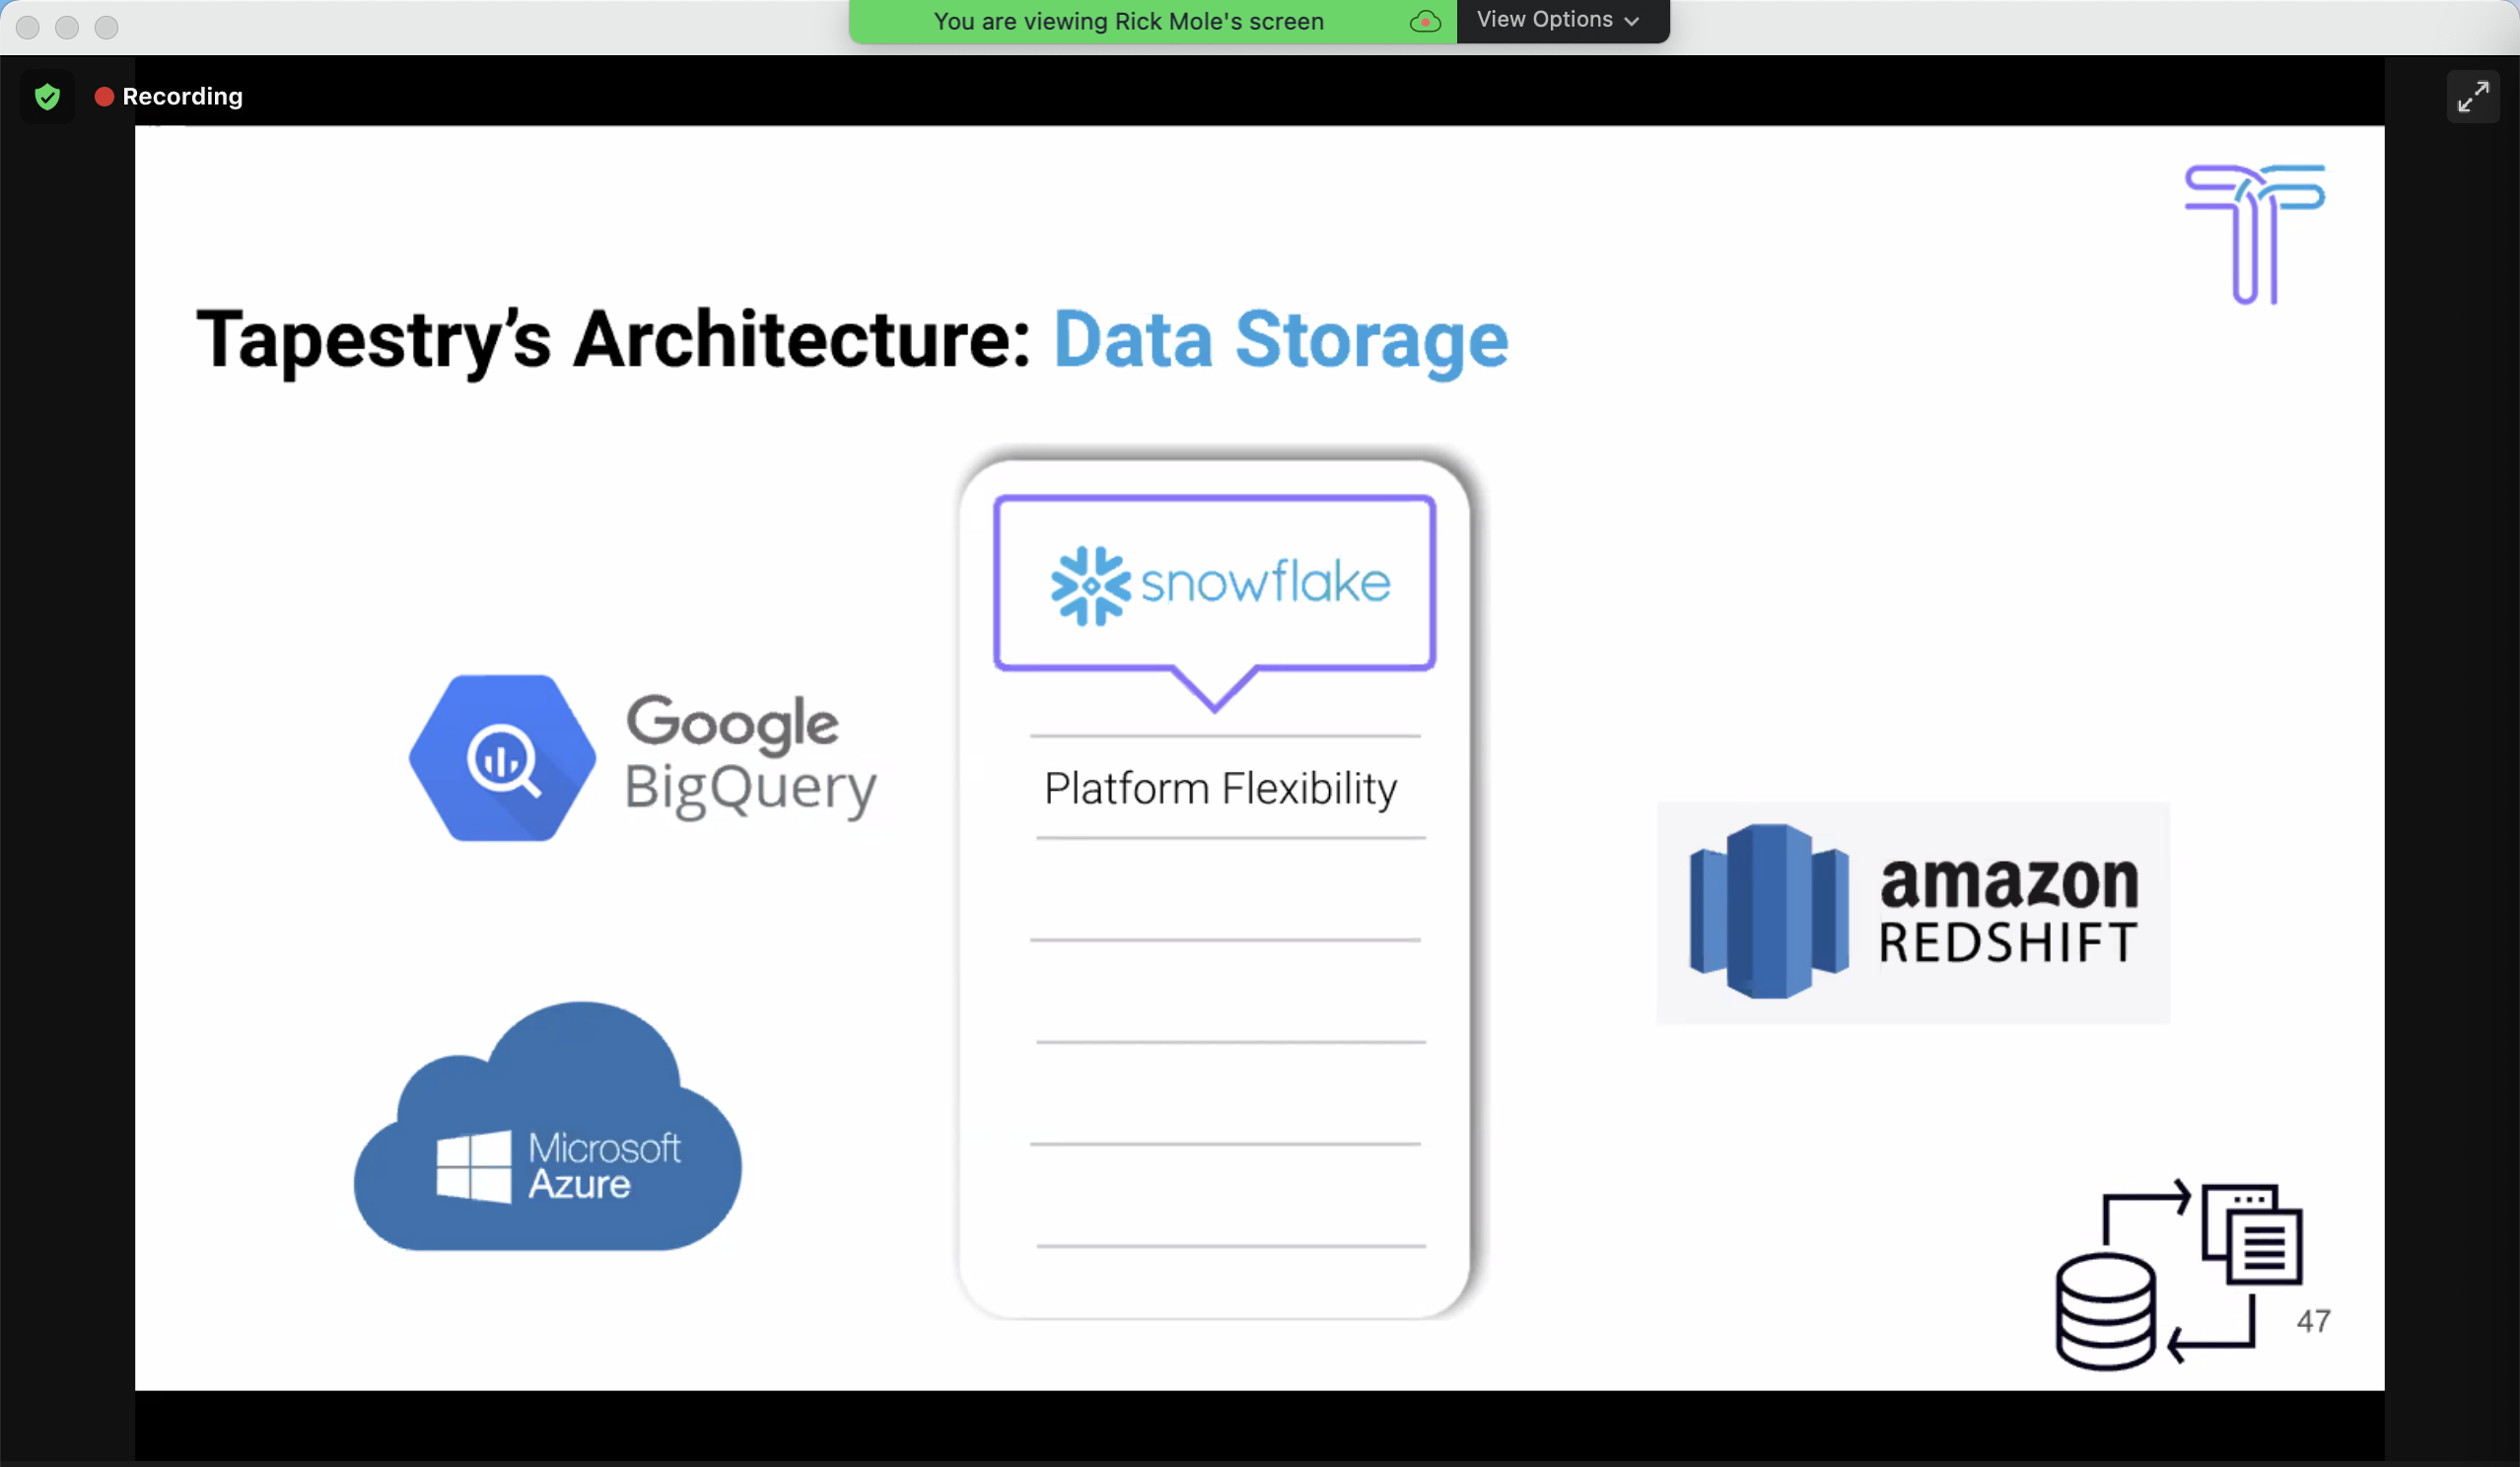 You are viewing Rick Mole's screen
View Options
Recording
Tapestry’s Architecture: Data Storage
snowflake
Platform Flexibility
Google
BigQuery
Microsoft
Azure
amazon
REDSHIFT
47